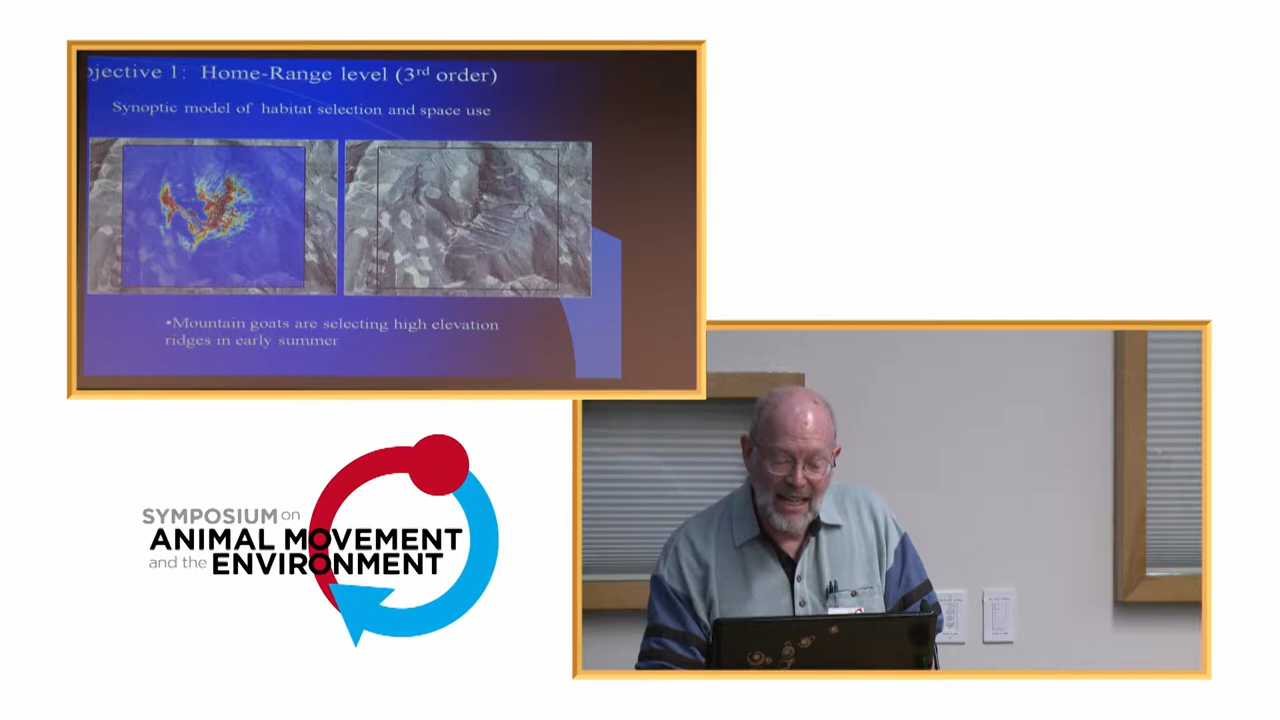 bjective 1: Home-Range level (3rd order)
Synoptic model of habitat selection and space use
•Mountain goats are selecting high elevation
ridges in early summer
SYMPOSIUM on
ANIMAL MOVEMENT
and the ENVIRONMENT